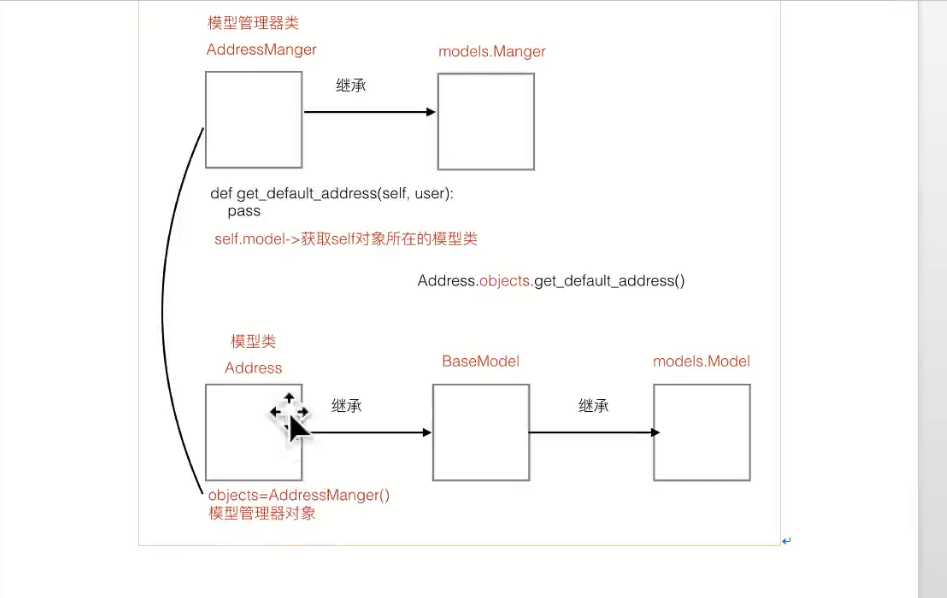 模型管理器类
AddressManger
models.Manger
继承
def get_default_address(self, user):
pass
self.model->获取self对象所在的模型类
Address.objects.get_default_address()
模型类
Address
BaseModel
models.Model
继承
继承
objects=AddressManger()
模型管理器对象